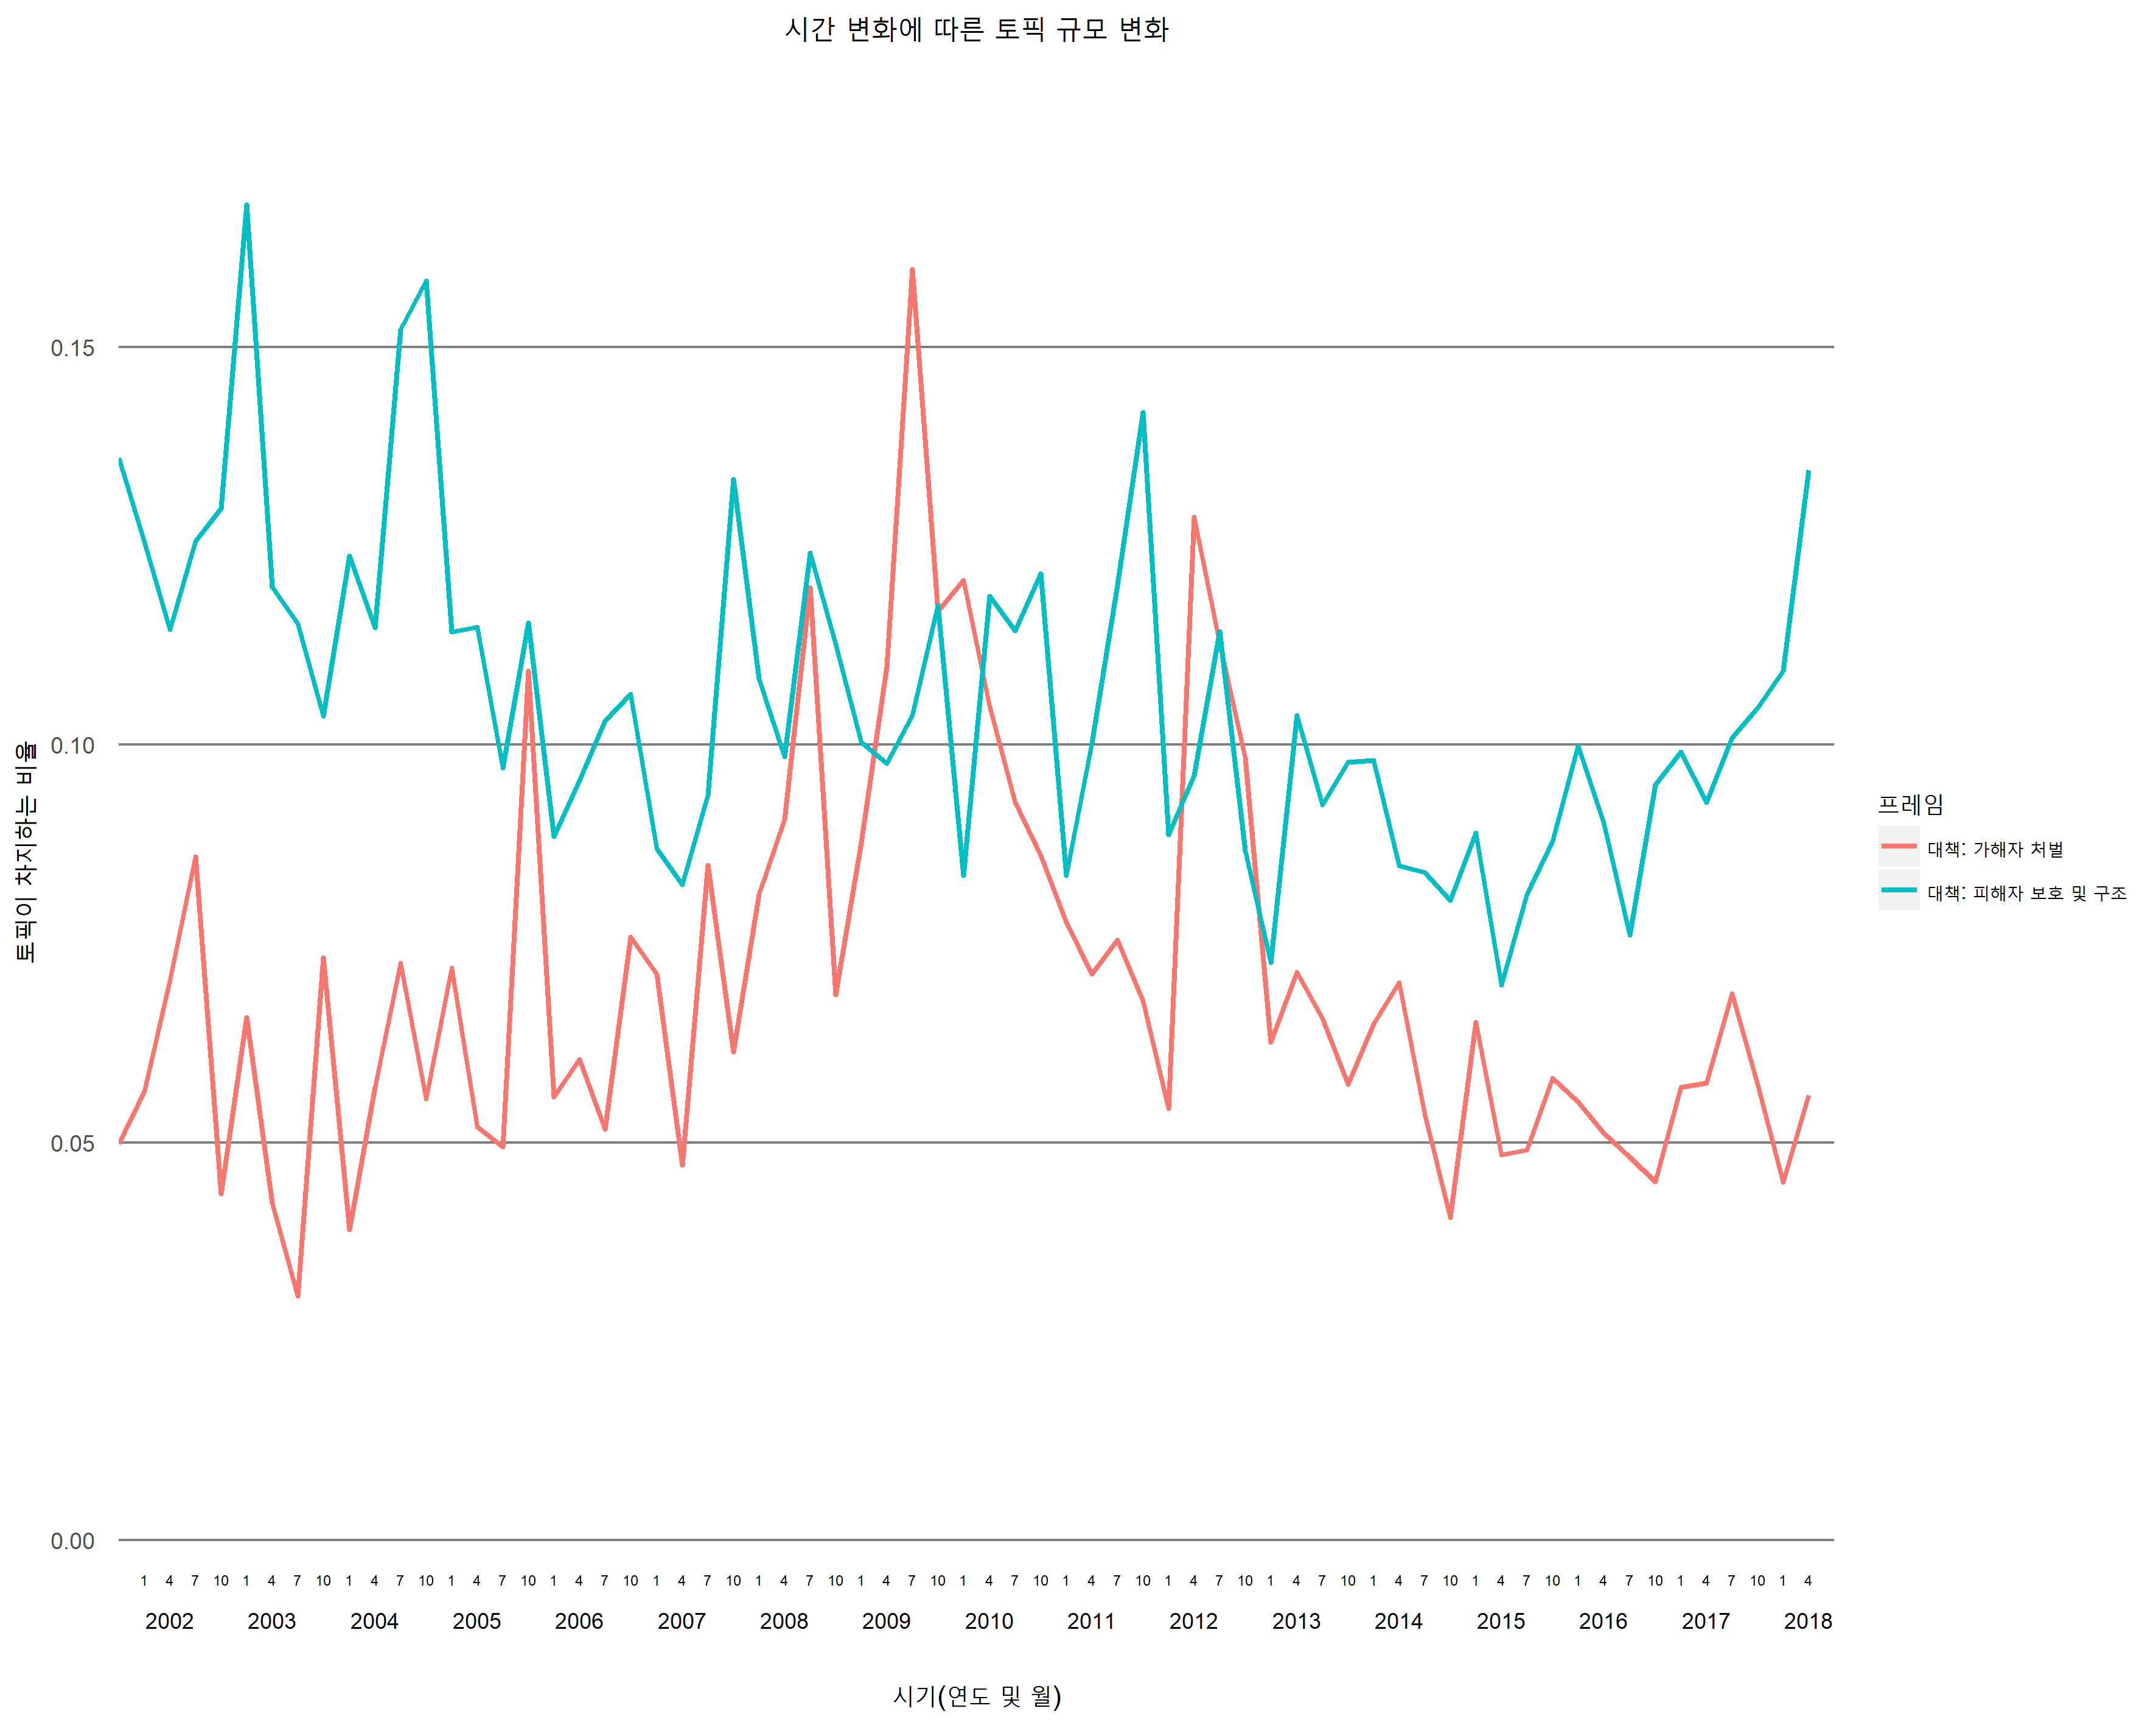 시간 변화에 따른 토픽 규모 변화
토픽이 차지하는 비율
0.15
0.10
0.05
0.00
1 4 7 10 1 4 7 10 1 4 7 10 1 4 7 10 1 4 7 10 1 4 7 10 1 4 7 10 1 4 7 10 1 4 7 10 1 4 7 10 1 4 7 10 1 4 7 10 1 4 7 10 1 4 7 10 1 4 7 10 1 4 7 10 1 4
2002 2003 2004 2005 2006 2007 2008 2009 2010 2011 2012 2013 2014 2015 2016 2017 2018
시기(연도 및 월)
프레임
대책: 가해자 처벌
대책: 피해자 보호 및 구조